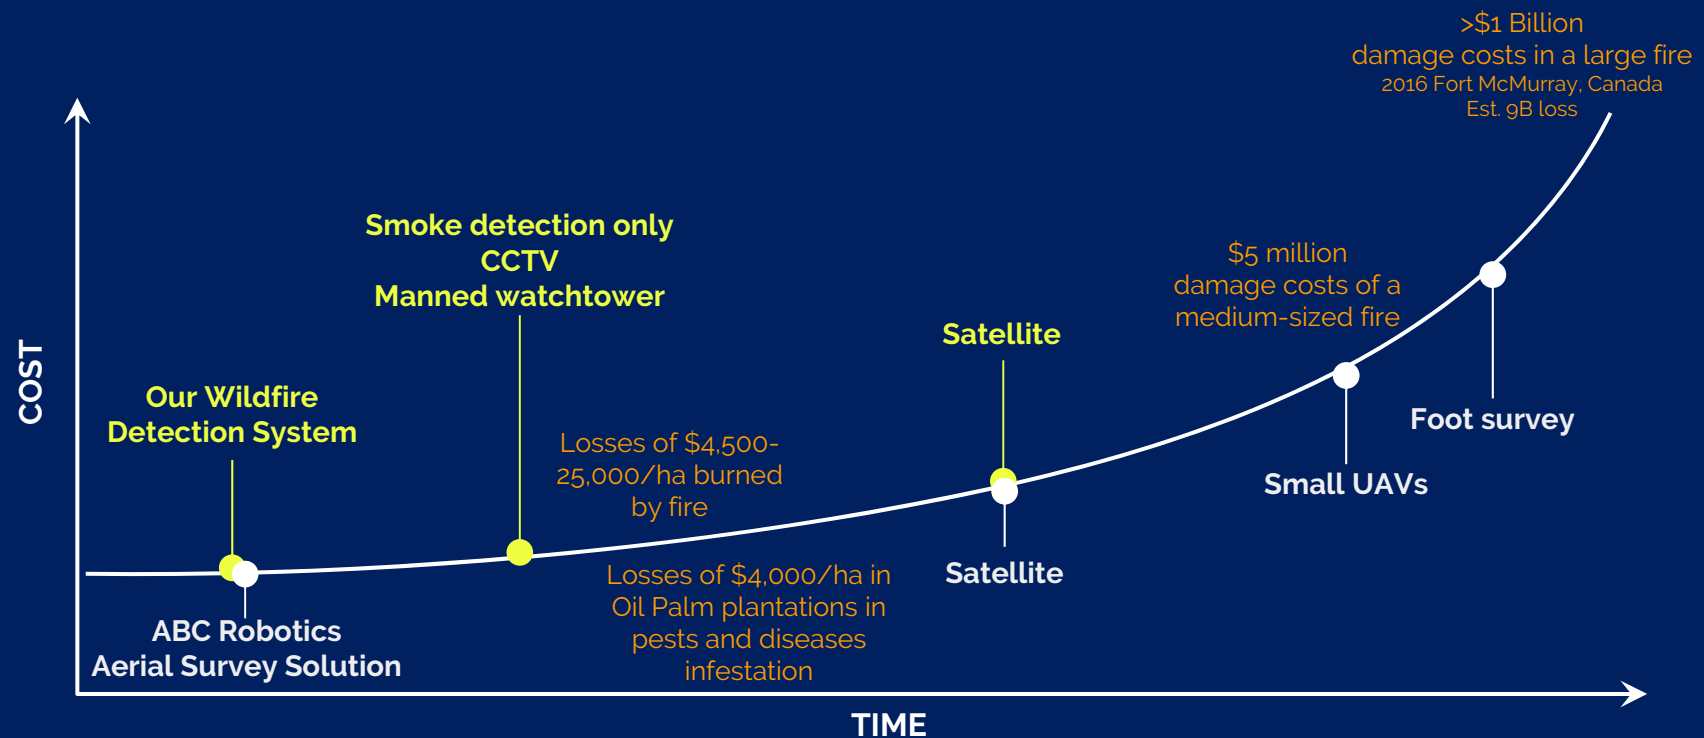 >$1 Billion
damage costs in a large fire
2016 Fort McMurray, Canada
Est. 9B loss
Smoke detection only
CCTV
Manned watchtower
$5 million
damage costs of a
medium-sized fire
Satellite
COST
Our Wildfire
Detection System
Foot survey
Losses of $4,500-
25,000/ha burned
by fire
Small UAVs
Satellite
Losses of $4,000/ha in
Oil Palm plantations in
pests and diseases
infestation
ABC Robotics
Aerial Survey Solution
TIME